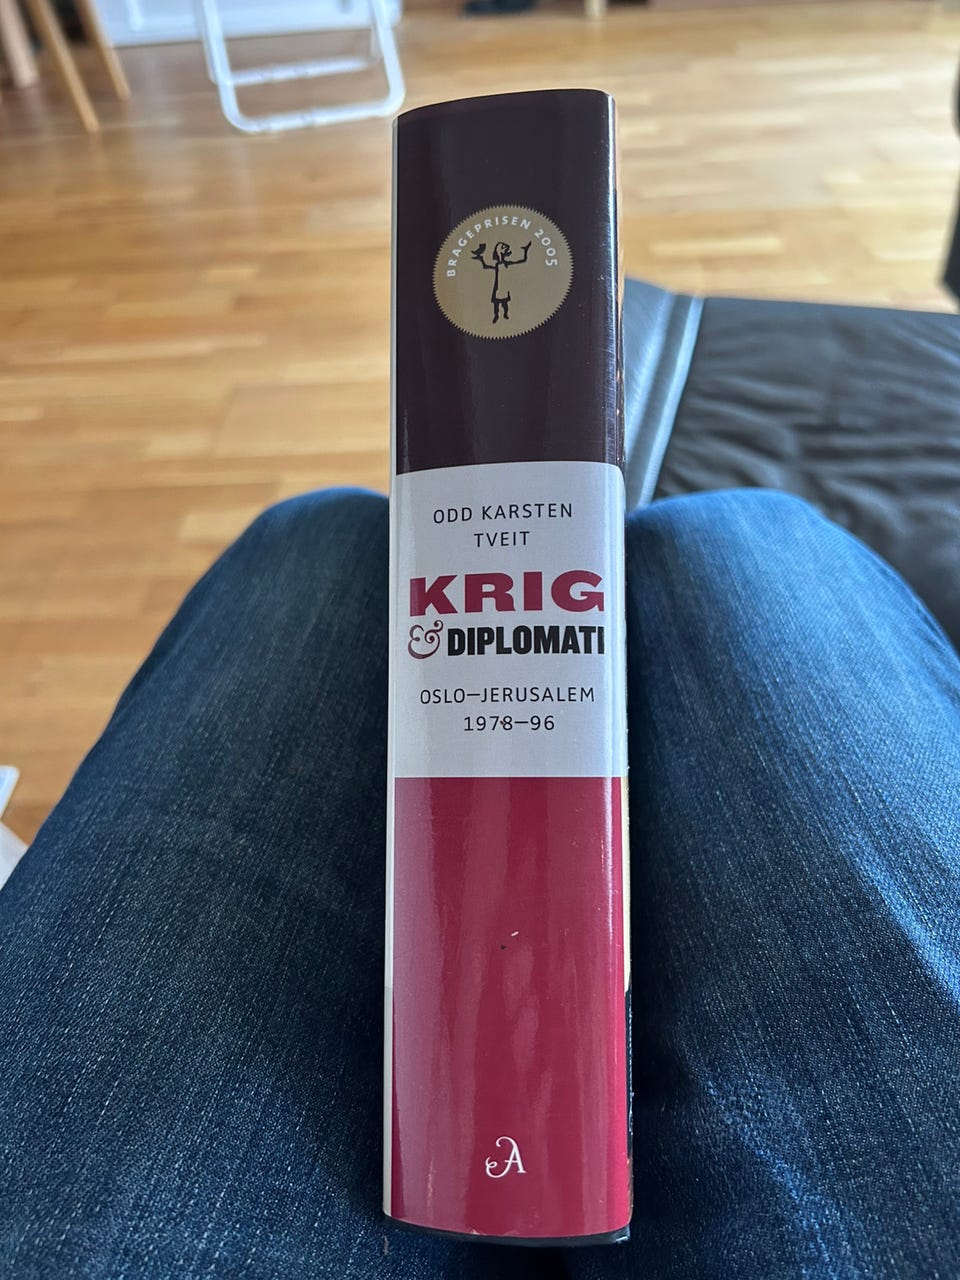 BRAGEPRISEN 2005
ODD KARSTEN
TVEIT
KRIG
& DIPLOMATI
OSLO—JERUSALEM
1978—96
A